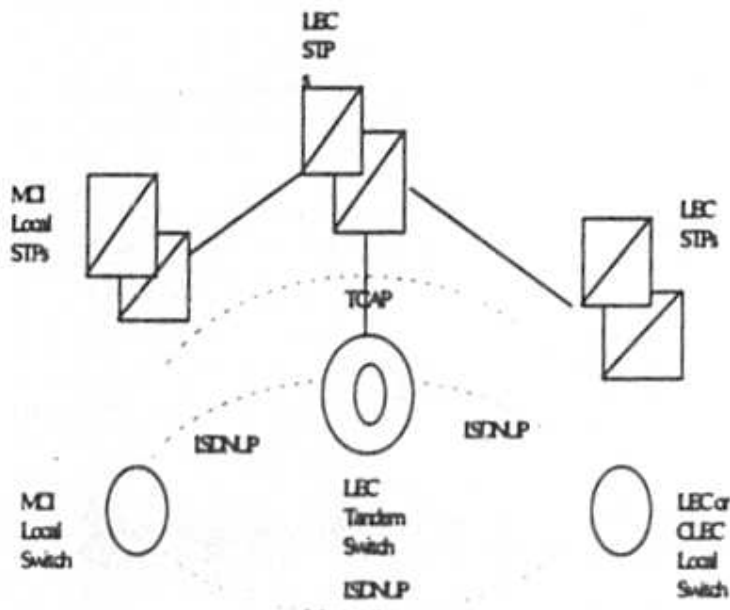 LEC
STP
s
MCI
Local
STPs
LEC
STPs
TCAP
ISDNUP
ISDNUP
MCI
Local
Switch
LEC
Tandem
Switch
LEC or
CLEC
Local
Switch
ISDNUP